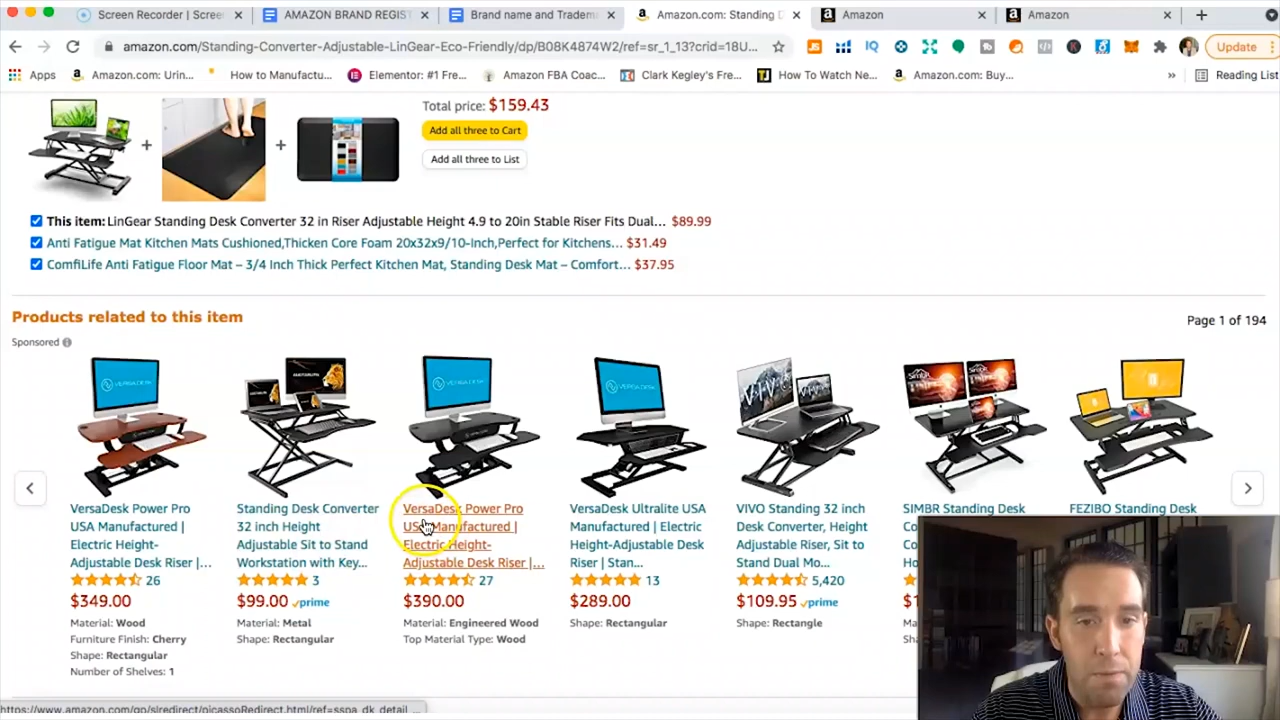 Screen Recorder | Scree
AMAZON BRAND REGIST
Brand name and Tradem
Amazon.com: Standing D
Amazon
Amazon
amazon.com/Standing-Converter-Adjustable-LinGear-Eco-Friendly/dp/B08K4874W2/ref=sr_1_13?crid=18U...
Update
Apps
Amazon.com: Urin...
How to Manufactu...
Elementor: #1 Fre...
Amazon FBA Coac...
Clark Kegley's Fre...
How To Watch Ne...
Amazon.com: Buy...
Reading List
Total price: $159.43
Add all three to Cart
Add all three to List
This item: LinGear Standing Desk Converter 32 in Riser Adjustable Height 4.9 to 20in Stable Riser Fits Dual... $89.99
Anti Fatigue Mat Kitchen Mats Cushioned,Thicken Core Foam 20x32x9/10-Inch,Perfect for Kitchens... $31.49
ComfiLife Anti Fatigue Floor Mat – 3/4 Inch Thick Perfect Kitchen Mat, Standing Desk Mat – Comfort... $37.95
Products related to this item
Page 1 of 194
Sponsored
VersaDesk Power Pro
USA Manufactured |
Electric Height-
Adjustable Desk Riser |...
26
$349.00
Material: Wood
Furniture Finish: Cherry
Shape: Rectangular
Number of Shelves: 1
Standing Desk Converter
32 inch Height
Adjustable Sit to Stand
Workstation with Key...
3
$99.00 prime
Material: Metal
Shape: Rectangular
VersaDesk Power Pro
USA Manufactured |
Electric Height-
Adjustable Desk Riser |...
27
$390.00
Material: Engineered Wood
Top Material Type: Wood
VersaDesk Ultralite USA
Manufactured | Electric
Height-Adjustable Desk
Riser | Stan...
13
$289.00
Shape: Rectangular
VIVO Standing 32 inch
Desk Converter, Height
Adjustable Riser, Sit to
Stand Dual Mo...
5,420
$109.95 prime
Shape: Rectangle
SIMBR Standing Desk
FEZIBO Standing Desk
https://www.amazon.com/gp/slredirect/picassoRedirect.html/ref=sspa_dk_detail_...